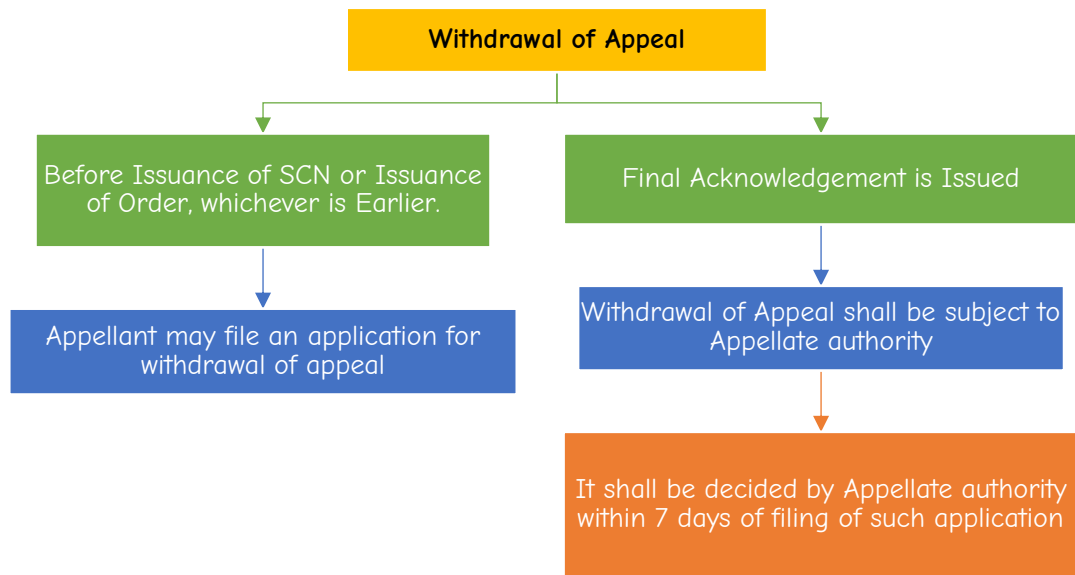 Withdrawal of Appeal
Before Issuance of SCN or Issuance
of Order, whichever is Earlier.
Final Acknowledgement is Issued
Appellant may file an application for
withdrawal of appeal
Withdrawal of Appeal shall be subject to
Appellate authority
It shall be decided by Appellate authority
within 7 days of filing of such application